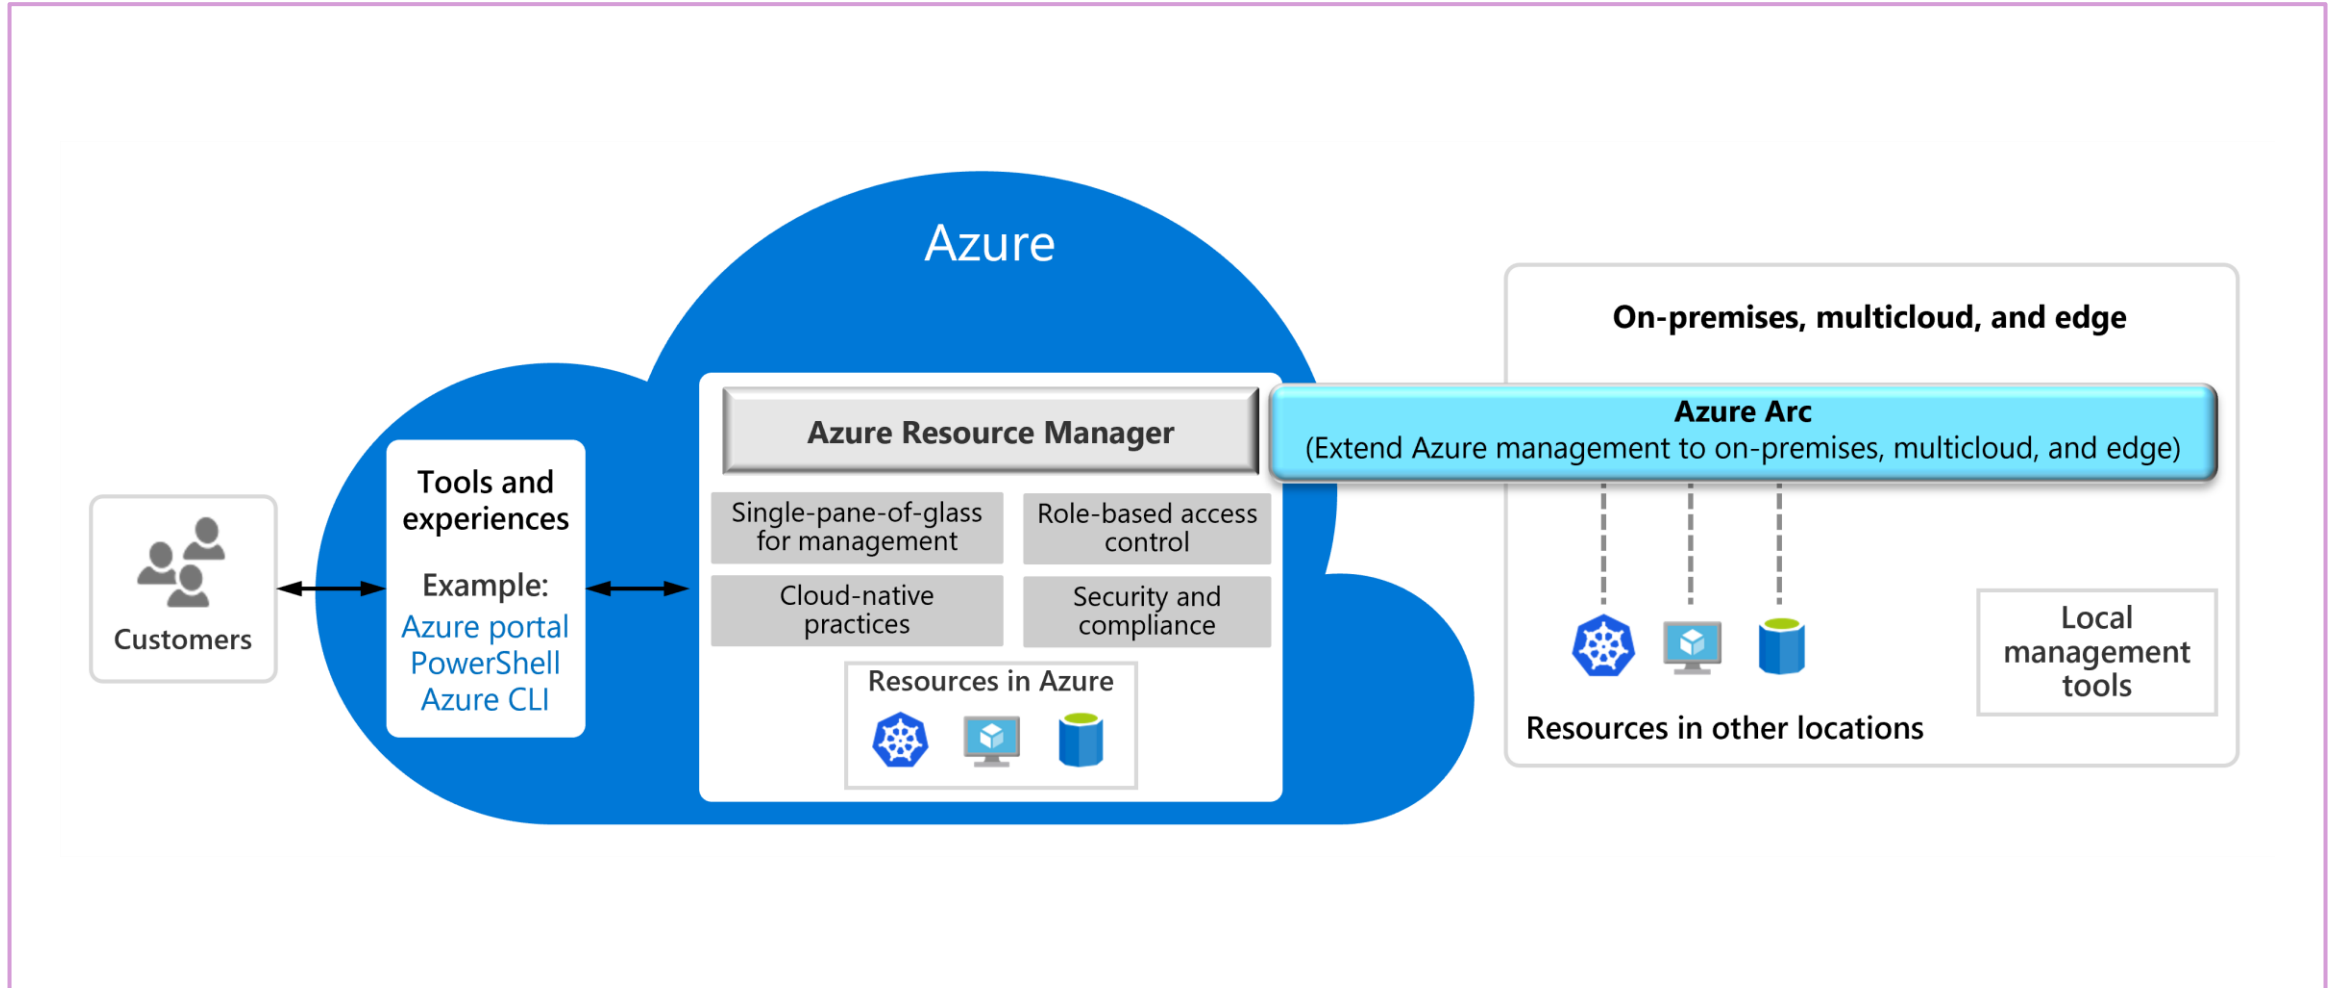 Azure
On-premises, multicloud, and edge
Azure Arc
(Extend Azure management to on-premises, multicloud, and edge)
Azure Resource Manager
Tools and
experiences
Example:
Azure portal
PowerShell
Azure CLI
Customers
Single-pane-of-glass
for management
Role-based access
control
Cloud-native
practices
Security and
compliance
Resources in Azure
Local
management
tools
Resources in other locations